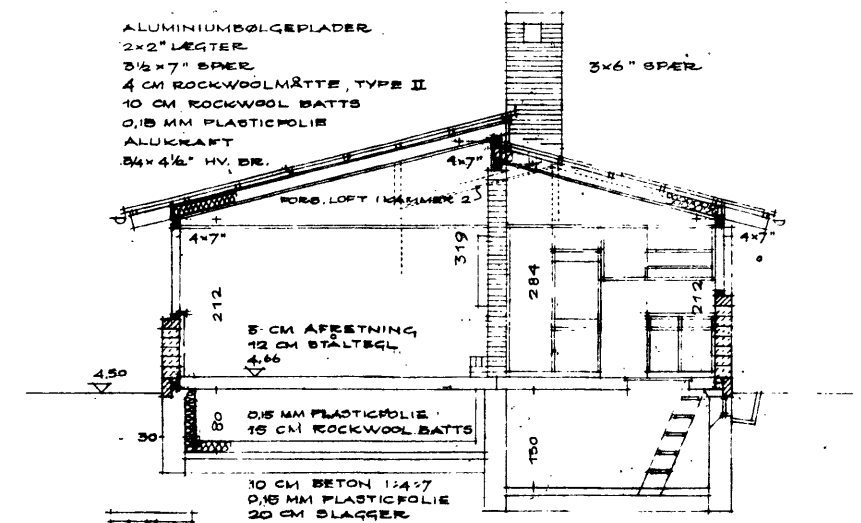 ALUMINIUMBØLGEPLADER
2×2" LÆGTER
3½×7" SPÆR
4 CM ROCKWOOLMÅTTE, TYPE II
10 CM ROCKWOOL BATTS
0,15 MM PLASTICFOLIE
ALUKRAFT
3/4×4½" HV. BR.
3×6" SPÆR
4×7"
FORB. LOFT I KAMMER 2
4×7"
4×7"
319
284
212
212
5 CM AFRETNING
12 CM STÅLTEGL
4.66
4.50
0,15 MM PLASTICFOLIE
15 CM ROCKWOOL BATTS
80
30
130
10 CM BETON 1:4:7
0,15 MM PLASTICFOLIE
20 CM SLAGGER